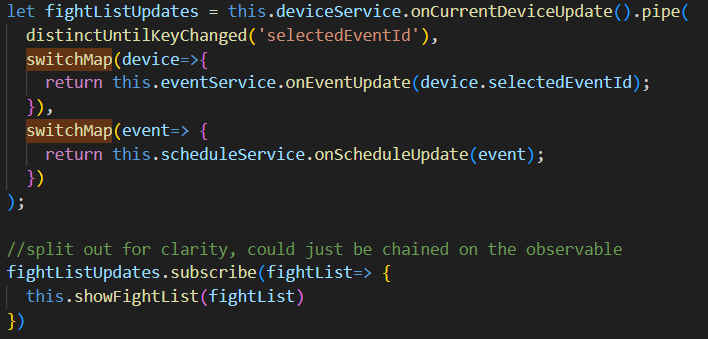 let fightListUpdates = this.deviceService.onCurrentDeviceUpdate().pipe(
distinctUntilKeyChanged('selectedEventId'),
switchMap(device=>{
return this.eventService.onEventUpdate(device.selectedEventId);
}),
switchMap(event=> {
return this.scheduleService.onScheduleUpdate(event);
})
);
//split out for clarity, could just be chained on the observable
fightListUpdates.subscribe(fightList=> {
this.showFightList(fightList)
})